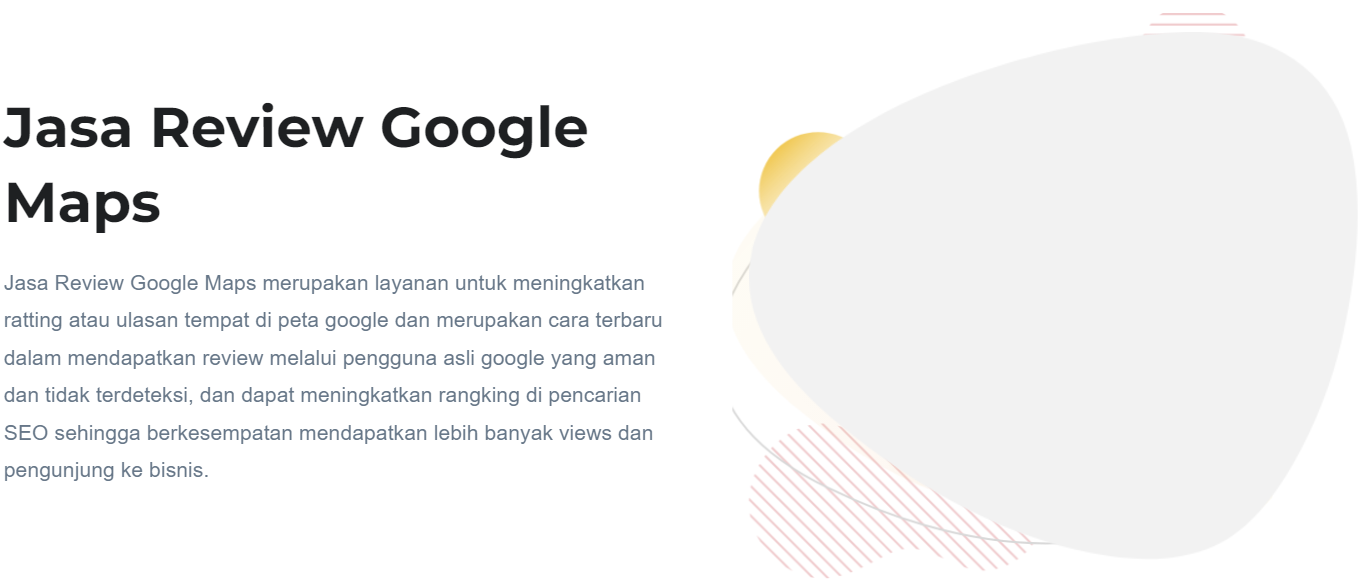 Jasa Review Google
Maps
Jasa Review Google Maps merupakan layanan untuk meningkatkan
ratting atau ulasan tempat di peta google dan merupakan cara terbaru
dalam mendapatkan review melalui pengguna asli google yang aman
dan tidak terdeteksi, dan dapat meningkatkan rangking di pencarian
SEO sehingga berkesempatan mendapatkan lebih banyak views dan
pengunjung ke bisnis.